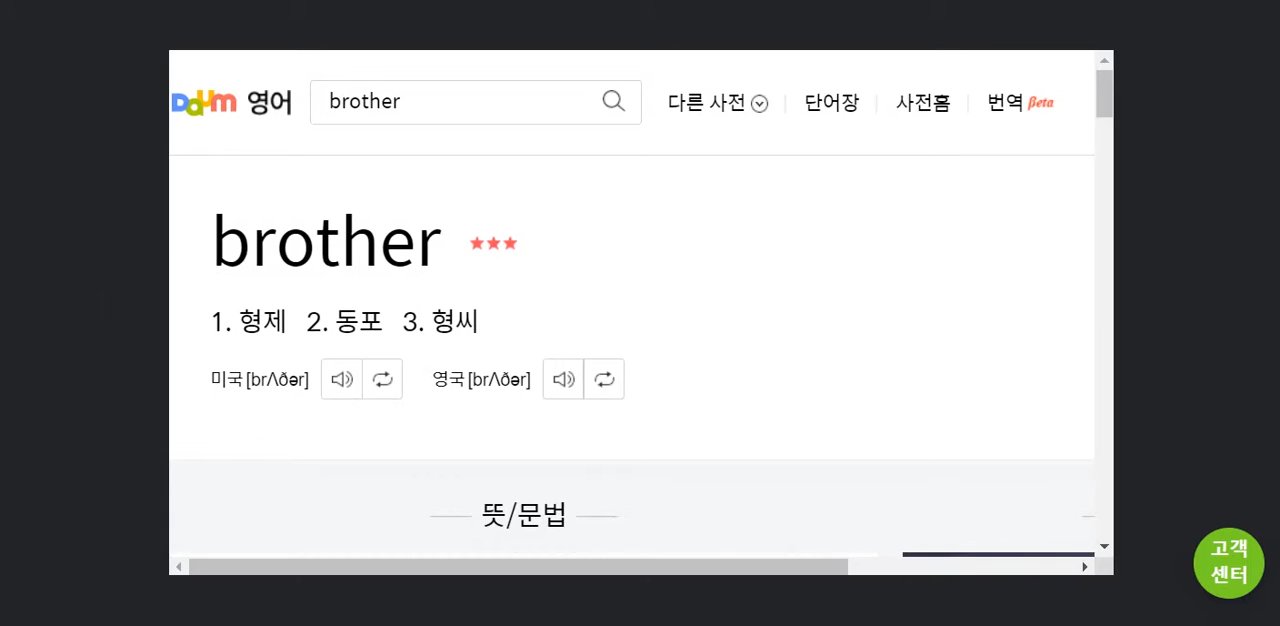 Daum 영어 brother 다른 사전 단어장 사전홈 번역 Beta
brother ★★★
1. 형제 2. 동포 3. 형씨
미국[brʌðər] 영국[brʌðər]
뜻/문법
고객
센터